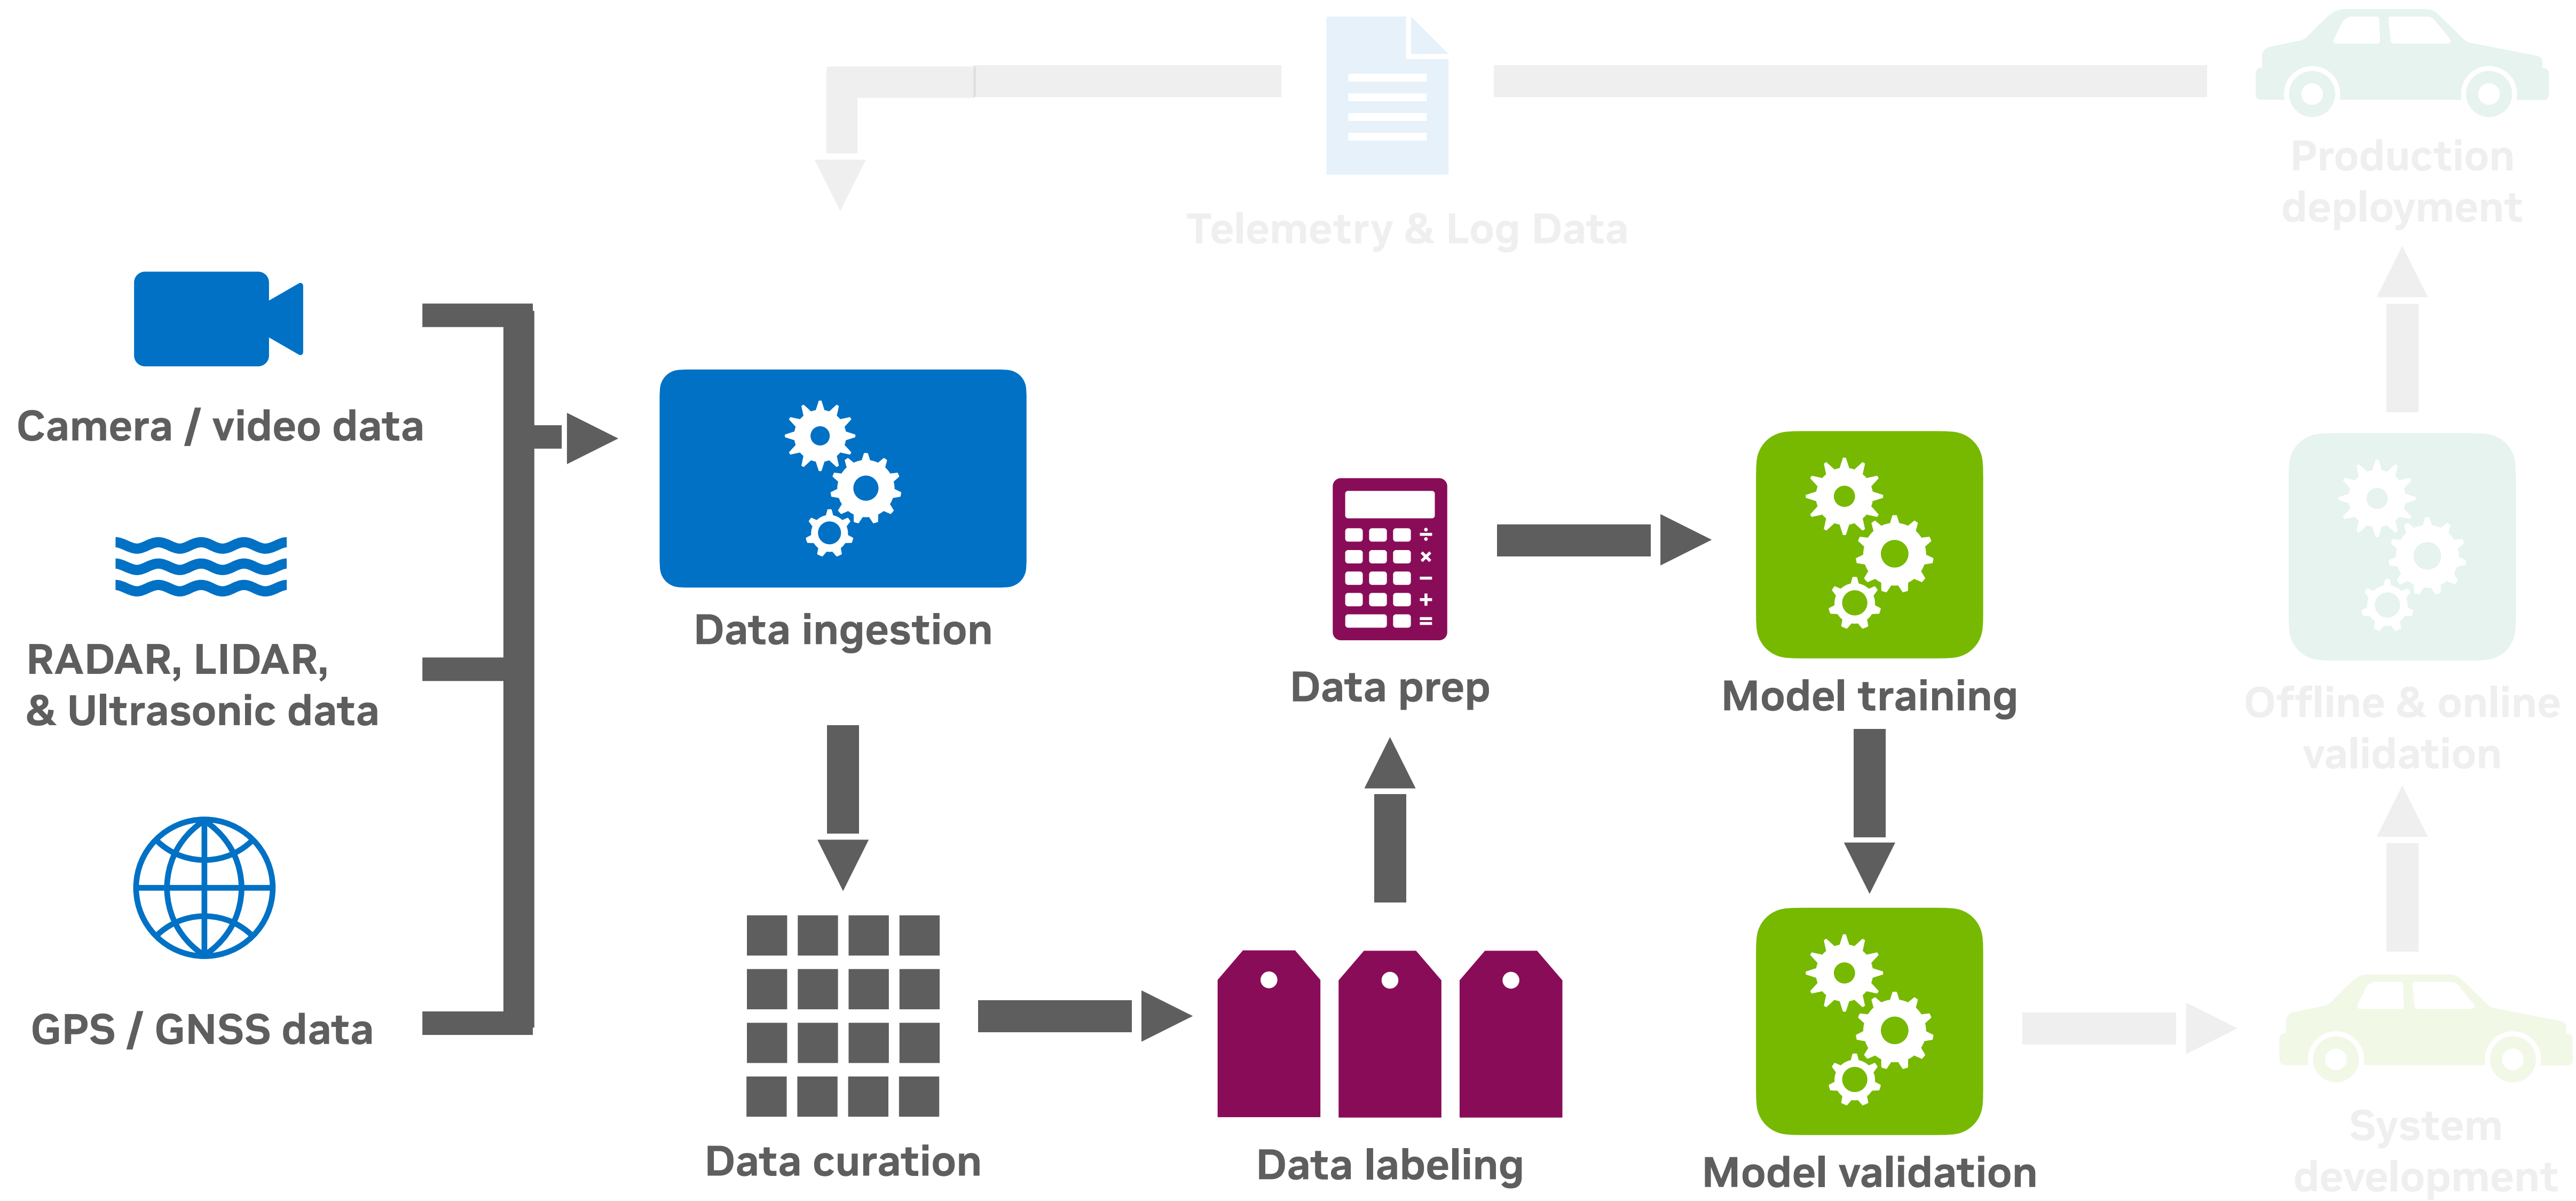 Production
deployment
Telemetry & Log Data
Camera / video data
RADAR, LIDAR,
& Ultrasonic data
GPS / GNSS data
Data ingestion
Data curation
Data labeling
Data prep
Model training
Model validation
Offline & online
validation
System
development